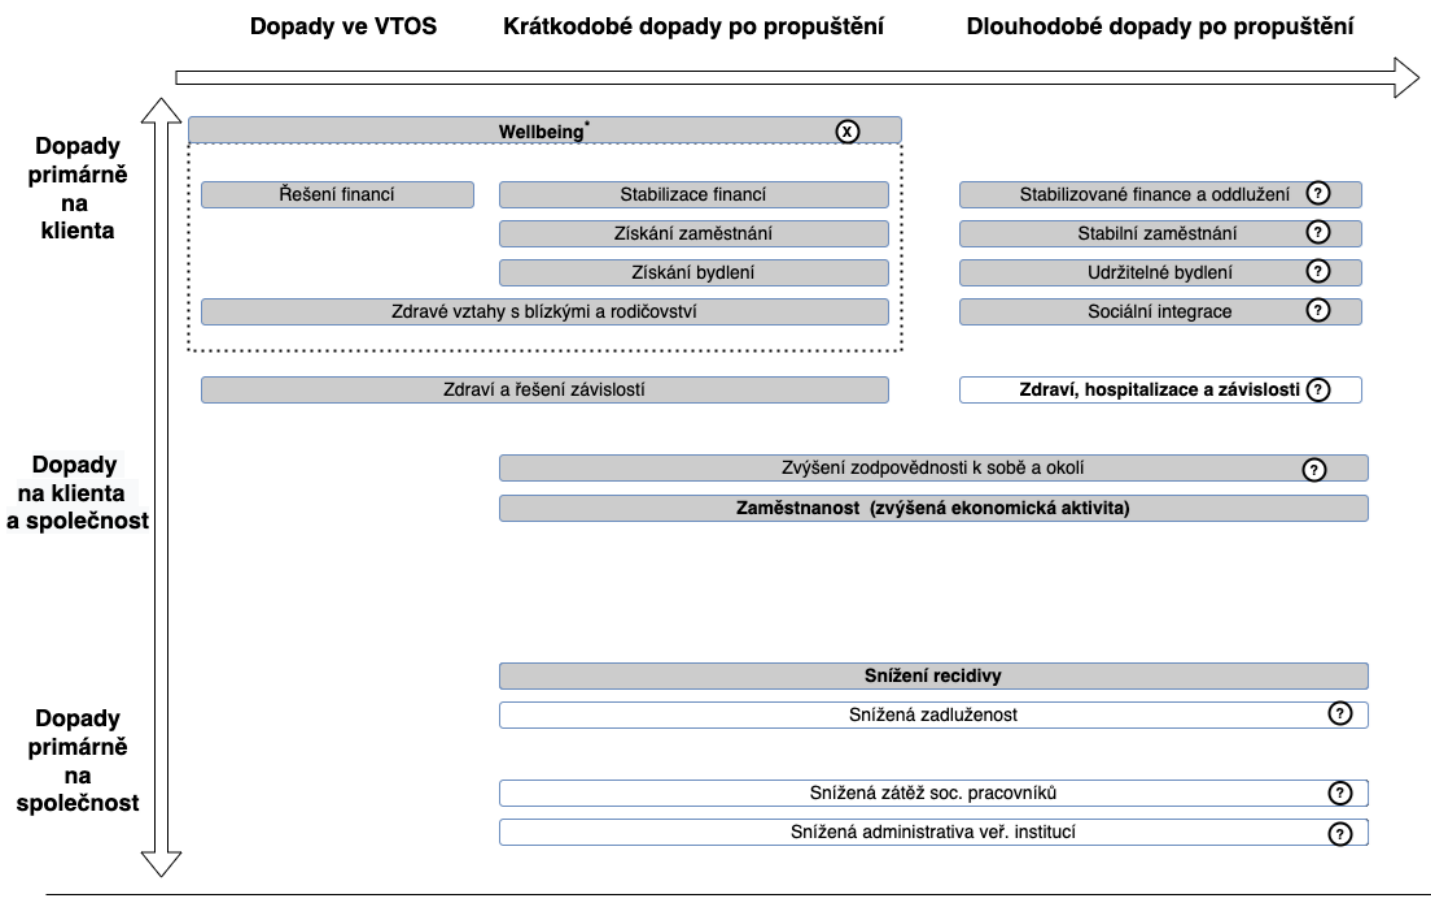 Dopady ve VTOS
Krátkodobé dopady po propuštění
Dlouhodobé dopady po propuštění
Dopady
primárně
na
klienta
Wellbeing*
X
Řešení financí
Stabilizace financí
Stabilizované finance a oddlužení ?
Získání zaměstnání
Stabilní zaměstnání ?
Získání bydlení
Udržitelné bydlení ?
Zdravé vztahy s blízkými a rodičovství
Sociální integrace ?
Zdraví a řešení závislostí
Zdraví, hospitalizace a závislosti ?
Dopady
na klienta
a společnost
Zvýšení zodpovědnosti k sobě a okolí ?
Zaměstnanost (zvýšená ekonomická aktivita)
Dopady
primárně
na
společnost
Snížení recidivy
Snížená zadluženost ?
Snížená zátěž soc. pracovníků ?
Snížená administrativa veř. institucí ?